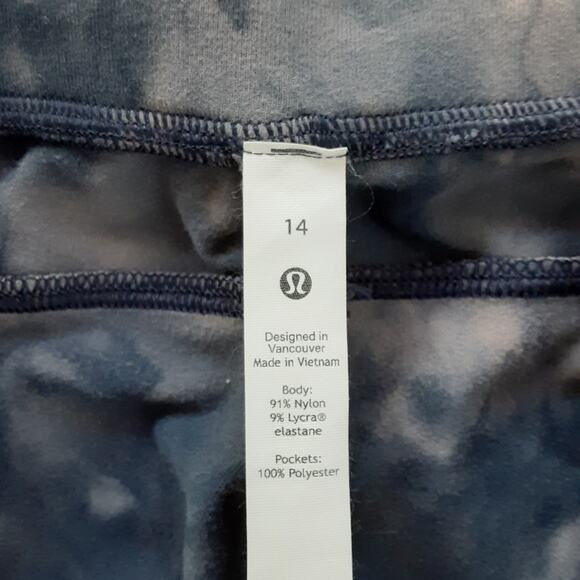 14
Designed in
Vancouver
Made in Vietnam
Body:
91% Nylon
9% Lycra®
elastane
Pockets:
100% Polyester